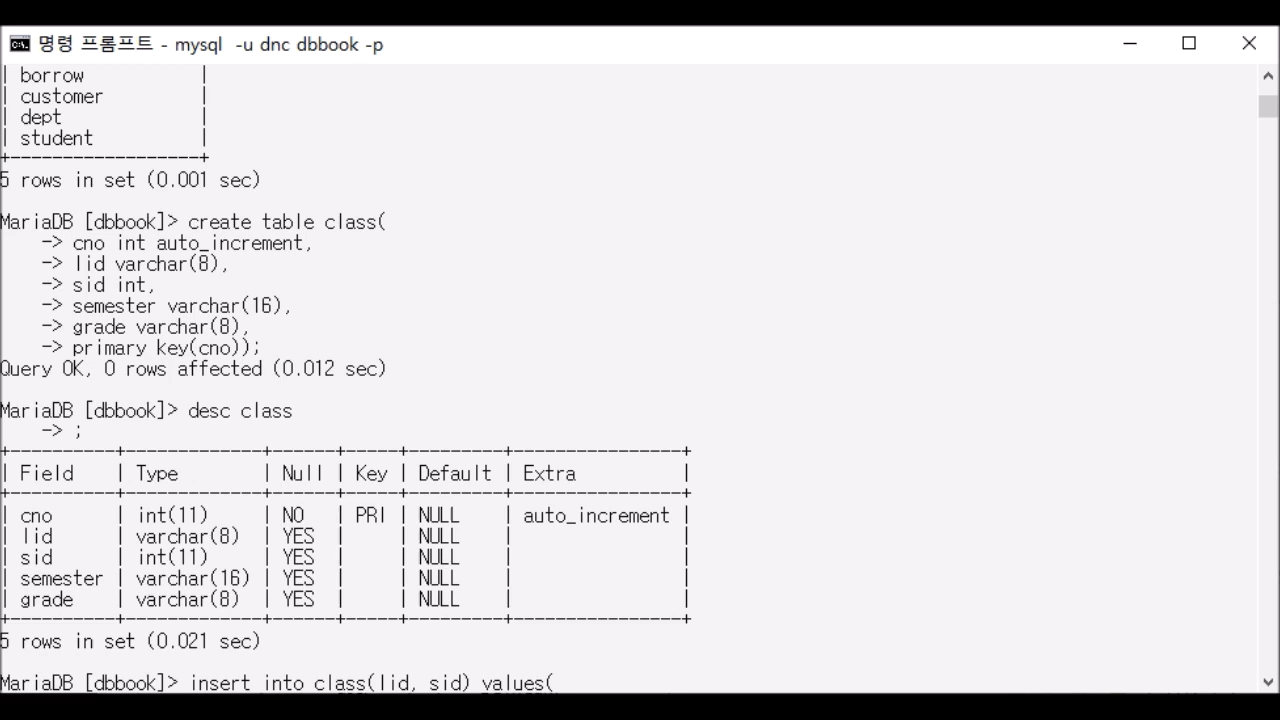 명령 프롬프트 - mysql  -u dnc dbbook -p
| borrow           |
| customer         |
| dept             |
| student          |
+------------------+
5 rows in set (0.001 sec)
MariaDB [dbbook]> create table class(
    -> cno int auto_increment,
    -> lid varchar(8),
    -> sid int,
    -> semester varchar(16),
    -> grade varchar(8),
    -> primary key(cno));
Query OK, 0 rows affected (0.012 sec)
MariaDB [dbbook]> desc class
    -> ;
+----------+-------------+------+-----+---------+----------------+
| Field    | Type        | Null | Key | Default | Extra          |
+----------+-------------+------+-----+---------+----------------+
| cno      | int(11)     | NO   | PRI | NULL    | auto_increment |
| lid      | varchar(8)  | YES  |     | NULL    |                |
| sid      | int(11)     | YES  |     | NULL    |                |
| semester | varchar(16) | YES  |     | NULL    |                |
| grade    | varchar(8)  | YES  |     | NULL    |                |
+----------+-------------+------+-----+---------+----------------+
5 rows in set (0.021 sec)
MariaDB [dbbook]> insert into class(lid, sid) values(